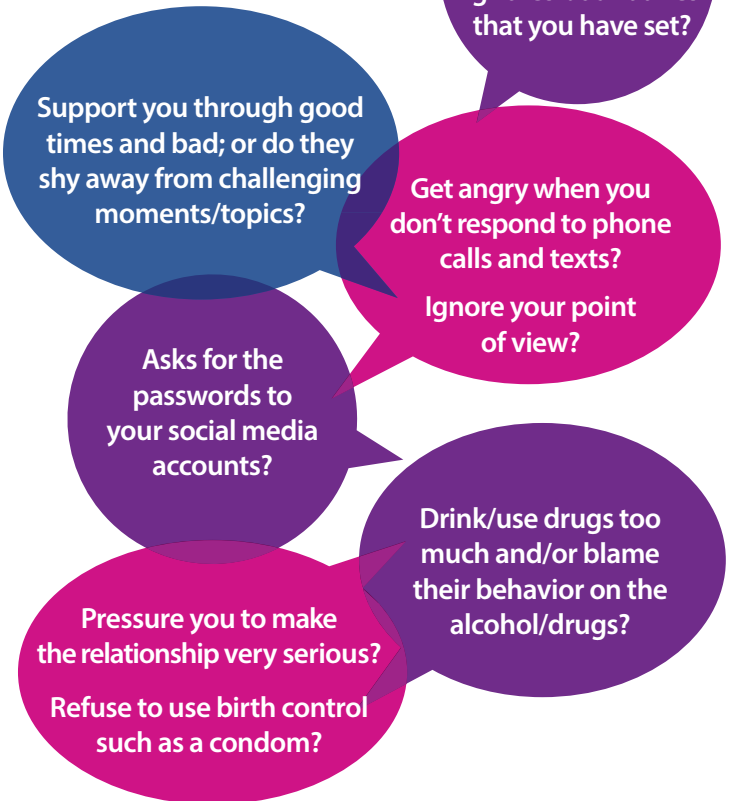 that you have set?
Support you through good
times and bad; or do they
shy away from challenging
moments/topics?
Get angry when you
don't respond to phone
calls and texts?
Ignore your point
of view?
Asks for the
passwords to
your social media
accounts?
Drink/use drugs too
much and/or blame
their behavior on the
alcohol/drugs?
Pressure you to make
the relationship very serious?
Refuse to use birth control
such as a condom?